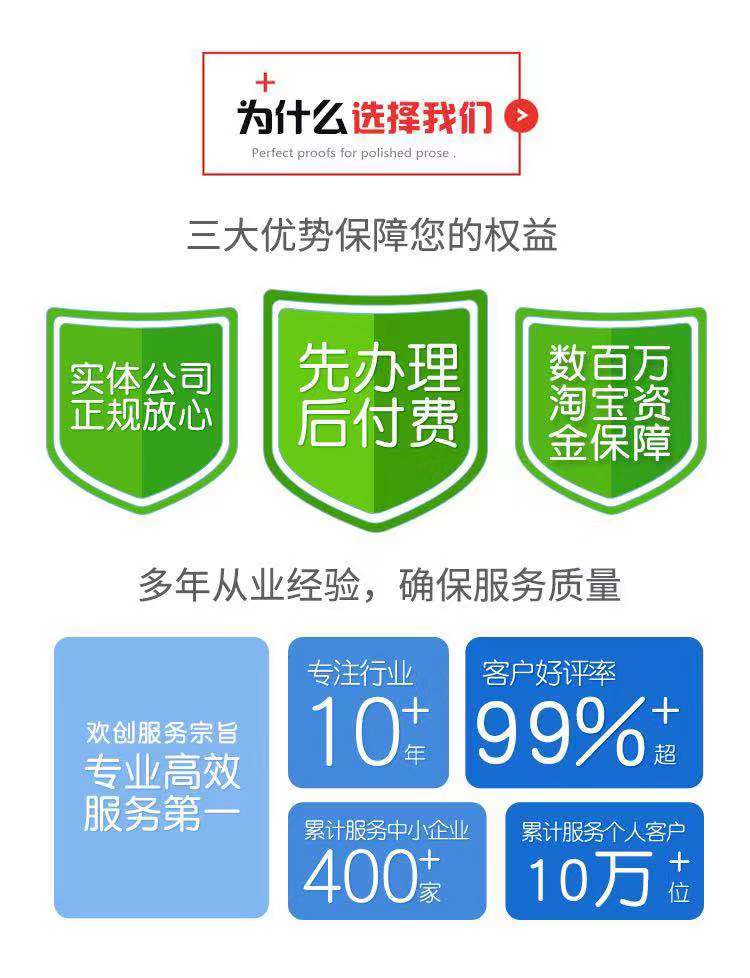 为什么选择我们
Perfect proofs for polished prose .
三大优势保障您的权益
实体公司
正规放心
先办理
后付费
数百万
淘宝资
金保障
多年从业经验，确保服务质量
欢创服务宗旨
专业高效
服务第一
专注行业
10+年
客户好评率
99%+超
累计服务中小企业
400+家
累计服务个人客户
10万+位